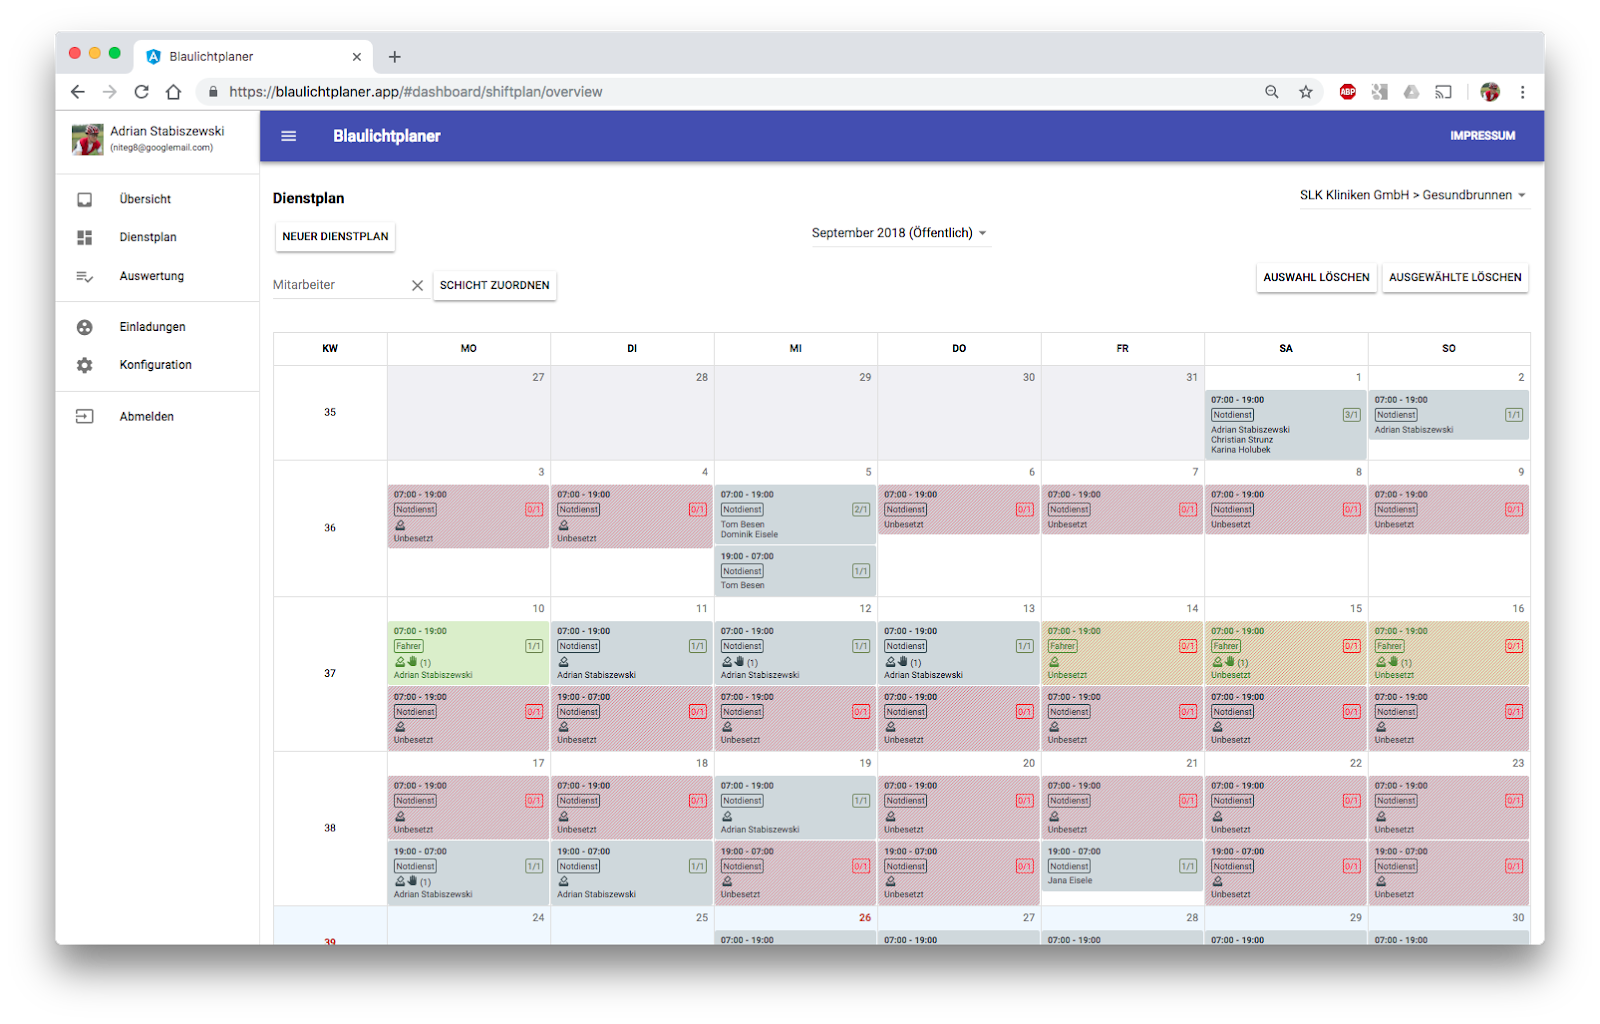 Blaulichtplaner
https://blaulichtplaner.app/#dashboard/shiftplan/overview
ABP
Adrian Stabiszewski
(niteg8@googlemail.com)
Blaulichtplaner
IMPRESSUM
Übersicht
Dienstplan
Auswertung
Einladungen
Konfiguration
Abmelden
Dienstplan
SLK Kliniken GmbH > Gesundbrunnen
NEUER DIENSTPLAN
September 2018 (Öffentlich)
Mitarbeiter
SCHICHT ZUORDNEN
AUSWAHL LÖSCHEN
AUSGEWÄHLTE LÖSCHEN
KW MO DI MI DO FR SA SO
35
27
28
29
30
31
1
07:00 - 19:00
Notdienst 3/1
Adrian Stabiszewski
Christian Strunz
Karina Holubek
2
07:00 - 19:00
Notdienst 1/1
Adrian Stabiszewski
36
3
07:00 - 19:00
Notdienst 0/1
Unbesetzt
4
07:00 - 19:00
Notdienst 0/1
Unbesetzt
5
07:00 - 19:00
Notdienst 2/1
Tom Besen
Dominik Eisele
19:00 - 07:00
Notdienst 1/1
Tom Besen
6
07:00 - 19:00
Notdienst 0/1
Unbesetzt
7
07:00 - 19:00
Notdienst 0/1
Unbesetzt
8
07:00 - 19:00
Notdienst 0/1
Unbesetzt
9
07:00 - 19:00
Notdienst 0/1
Unbesetzt
37
10
07:00 - 19:00
Fahrer 1/1
(1)
Adrian Stabiszewski
07:00 - 19:00
Notdienst 0/1
Unbesetzt
11
07:00 - 19:00
Notdienst 1/1
Adrian Stabiszewski
19:00 - 07:00
Notdienst 0/1
Unbesetzt
12
07:00 - 19:00
Notdienst 1/1
(1)
Adrian Stabiszewski
07:00 - 19:00
Notdienst 0/1
Unbesetzt
13
07:00 - 19:00
Notdienst 1/1
(1)
Adrian Stabiszewski
07:00 - 19:00
Notdienst 0/1
Unbesetzt
14
07:00 - 19:00
Fahrer 0/1
Unbesetzt
07:00 - 19:00
Notdienst 0/1
Unbesetzt
15
07:00 - 19:00
Fahrer 0/1
(1)
Unbesetzt
07:00 - 19:00
Notdienst 0/1
Unbesetzt
16
07:00 - 19:00
Fahrer 0/1
(1)
Unbesetzt
07:00 - 19:00
Notdienst 0/1
Unbesetzt
38
17
07:00 - 19:00
Notdienst 0/1
Unbesetzt
19:00 - 07:00
Notdienst 1/1
(1)
Adrian Stabiszewski
18
07:00 - 19:00
Notdienst 0/1
Unbesetzt
19:00 - 07:00
Notdienst 1/1
Adrian Stabiszewski
19
07:00 - 19:00
Notdienst 1/1
Adrian Stabiszewski
19:00 - 07:00
Notdienst 0/1
Unbesetzt
20
07:00 - 19:00
Notdienst 0/1
Unbesetzt
19:00 - 07:00
Notdienst 0/1
Unbesetzt
21
07:00 - 19:00
Notdienst 0/1
Unbesetzt
19:00 - 07:00
Notdienst 1/1
Jana Eisele
22
07:00 - 19:00
Notdienst 0/1
Unbesetzt
19:00 - 07:00
Notdienst 0/1
Unbesetzt
23
07:00 - 19:00
Notdienst 0/1
Unbesetzt
19:00 - 07:00
Notdienst 0/1
Unbesetzt
39
24
25
26
07:00 - 19:00
27
07:00 - 19:00
28
07:00 - 19:00
29
07:00 - 19:00
30
07:00 - 19:00